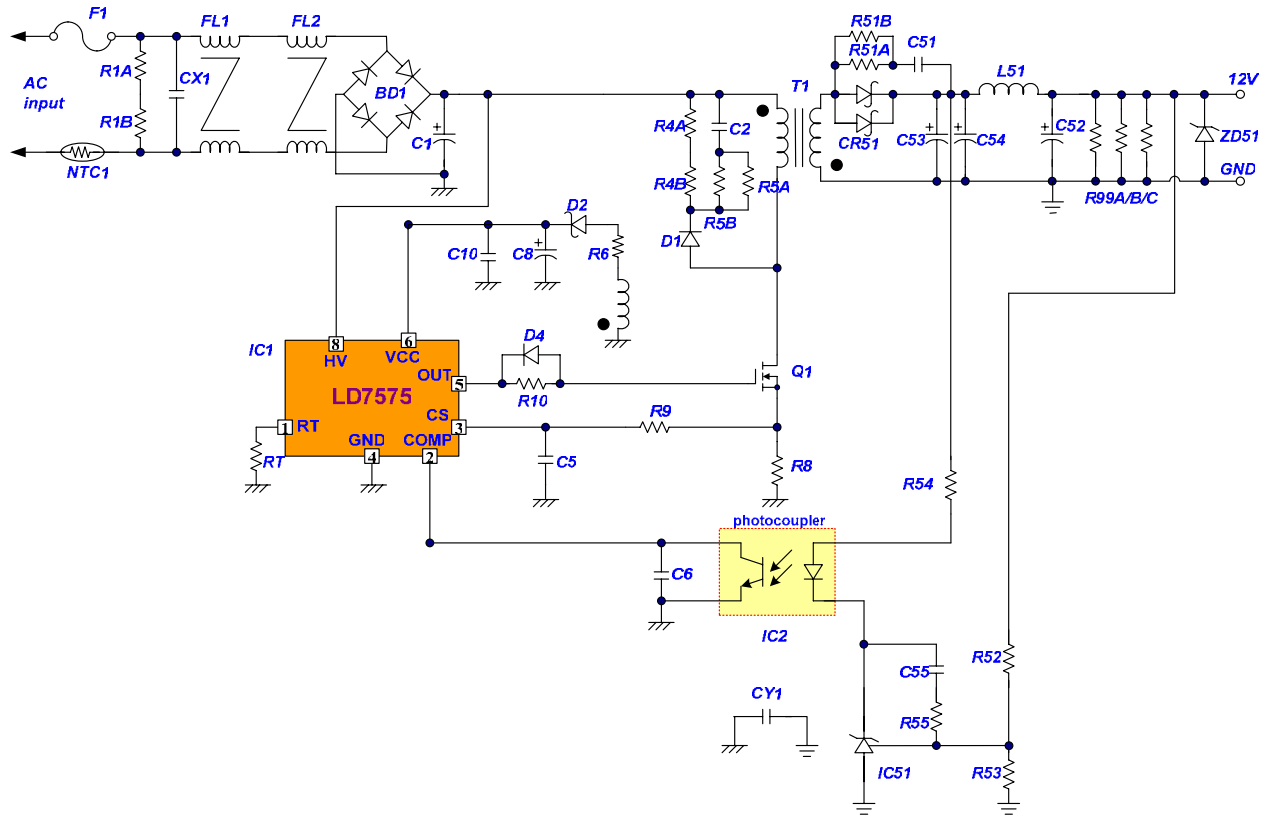 F1
FL1
FL2
R51B
R51A
C51
L51
12V
AC
input
R1A
CX1
R1B
BD1
C1
NTC1
T1
R4A
C2
R4B
R5A
R5B
D1
CR51
C53
C54
C52
ZD51
GND
R99A/B/C
D2
C10
C8
R6
IC1
8
HV
6
VCC
OUT
5
LD7575
CS
3
1
RT
GND
4
COMP
2
RT
D4
R10
R9
C5
Q1
R8
R54
photocoupler
C6
IC2
R52
C55
R55
CY1
IC51
R53